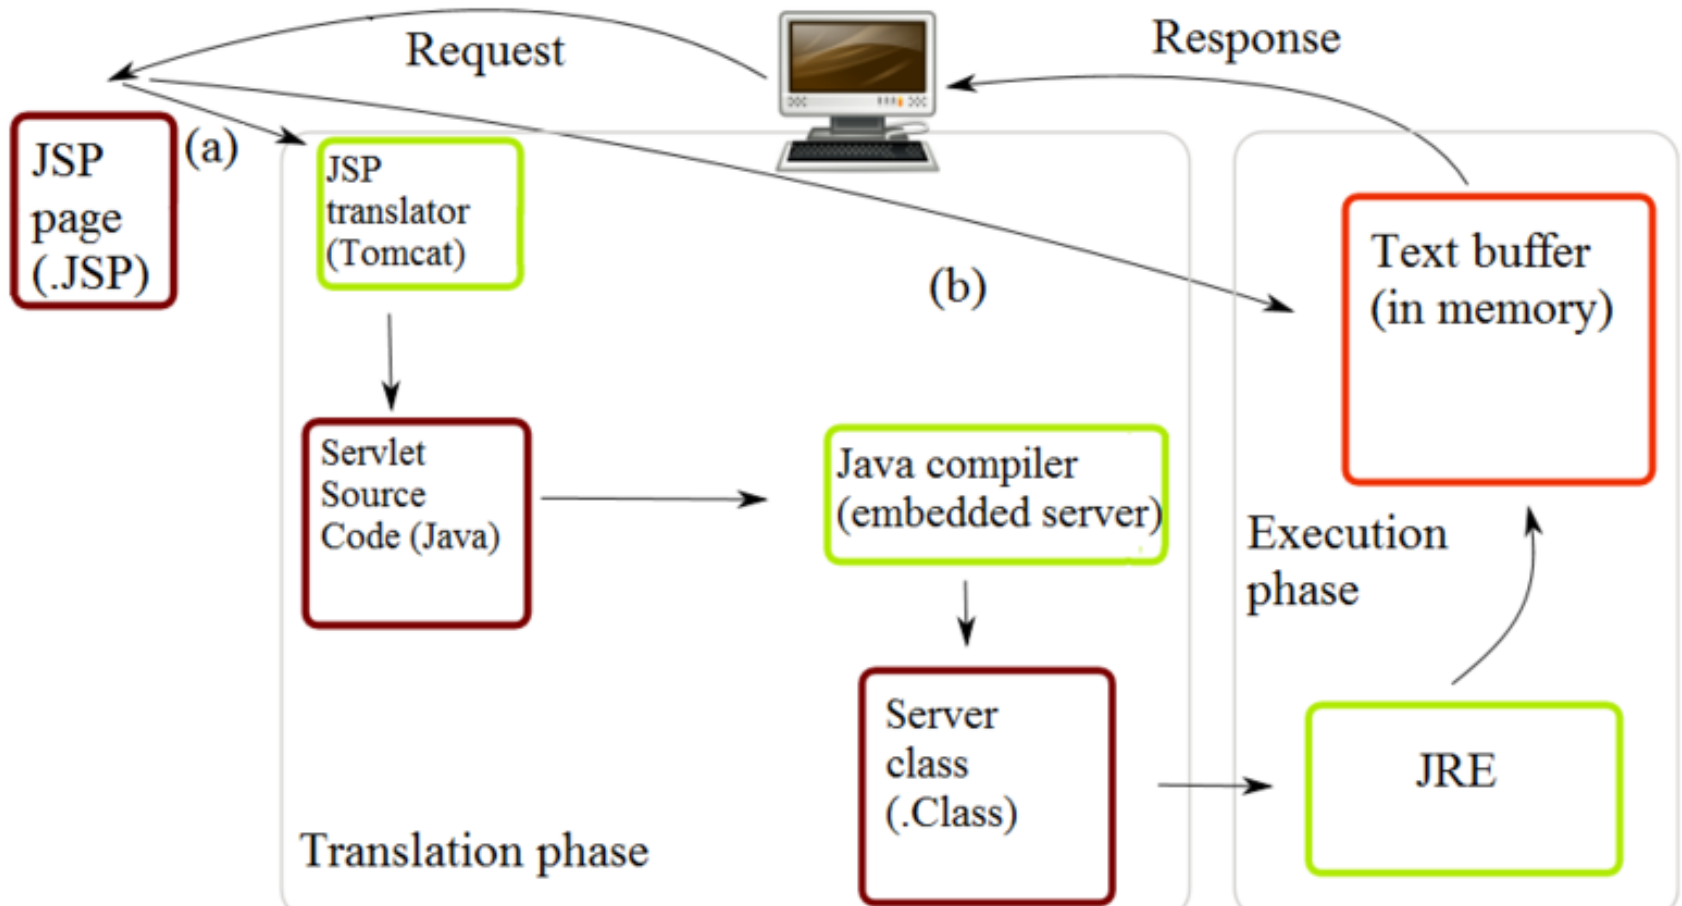 Request
Response
JSP
page
(.JSP)
(a)
JSP
translator
(Tomcat)
(b)
Text buffer
(in memory)
Servlet
Source
Code (Java)
Java compiler
(embedded server)
Execution
phase
Server
class
(.Class)
JRE
Translation phase